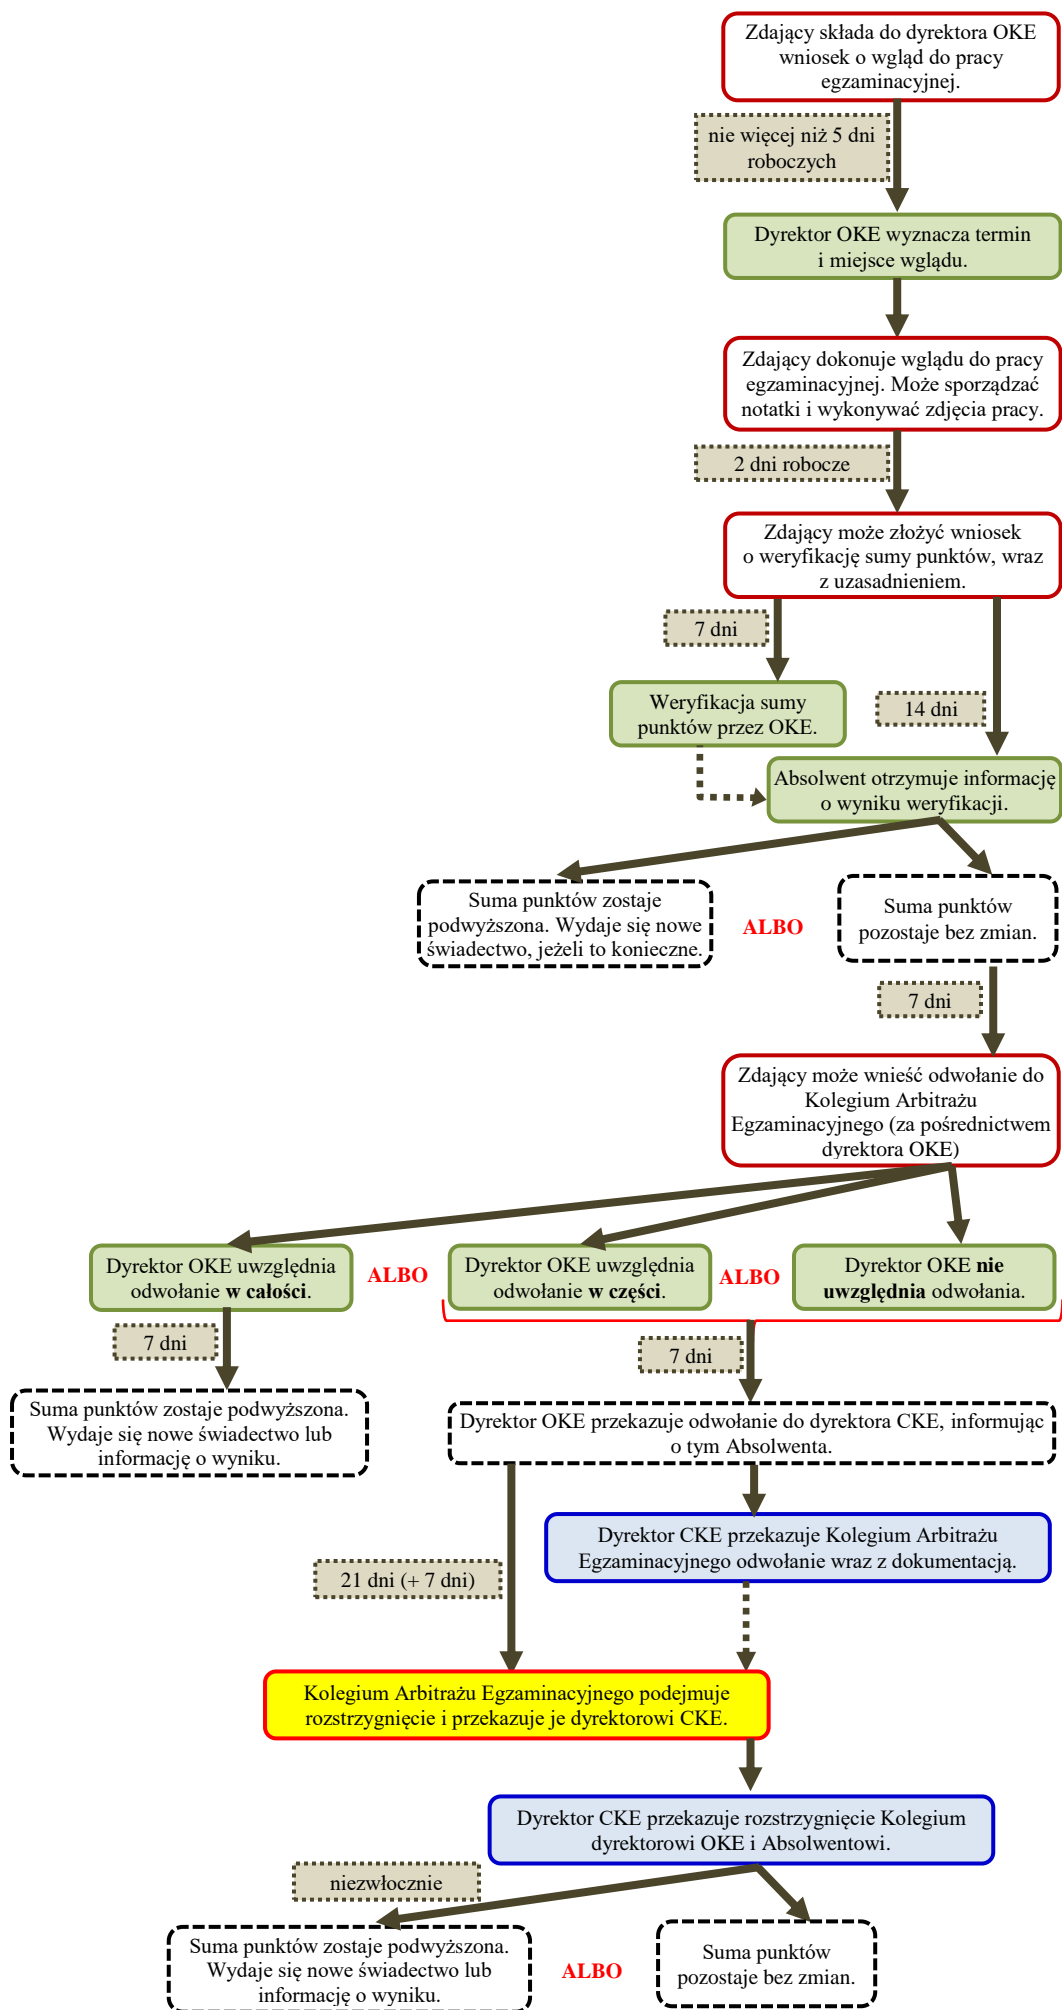 Zdający składa do dyrektora OKE
wniosek o wgląd do pracy
egzaminacyjnej.
nie więcej niż 5 dni
roboczych
Dyrektor OKE wyznacza termin
i miejsce wglądu.
Zdający dokonuje wglądu do pracy
egzaminacyjnej. Może sporządzać
notatki i wykonywać zdjęcia pracy.
2 dni robocze
Zdający może złożyć wniosek
o weryfikację sumy punktów, wraz
z uzasadnieniem.
7 dni
Weryfikacja sumy
punktów przez OKE.
14 dni
Absolwent otrzymuje informację
o wyniku weryfikacji.
Suma punktów zostaje
podwyższona. Wydaje się nowe
świadectwo, jeżeli to konieczne.
ALBO
Suma punktów
pozostaje bez zmian.
7 dni
Zdający może wnieść odwołanie do
Kolegium Arbitrażu
Egzaminacyjnego (za pośrednictwem
dyrektora OKE)
Dyrektor OKE uwzględnia
odwołanie w całości.
ALBO
Dyrektor OKE uwzględnia
odwołanie w części.
ALBO
Dyrektor OKE nie
uwzględnia odwołania.
7 dni
7 dni
Suma punktów zostaje podwyższona.
Wydaje się nowe świadectwo lub
informację o wyniku.
Dyrektor OKE przekazuje odwołanie do dyrektora CKE, informując
o tym Absolwenta.
Dyrektor CKE przekazuje Kolegium Arbitrażu
Egzaminacyjnego odwołanie wraz z dokumentacją.
21 dni (+ 7 dni)
Kolegium Arbitrażu Egzaminacyjnego podejmuje
rozstrzygnięcie i przekazuje je dyrektorowi CKE.
Dyrektor CKE przekazuje rozstrzygnięcie Kolegium
dyrektorowi OKE i Absolwentowi.
niezwłocznie
Suma punktów zostaje podwyższona.
Wydaje się nowe świadectwo lub
informację o wyniku.
ALBO
Suma punktów
pozostaje bez zmian.